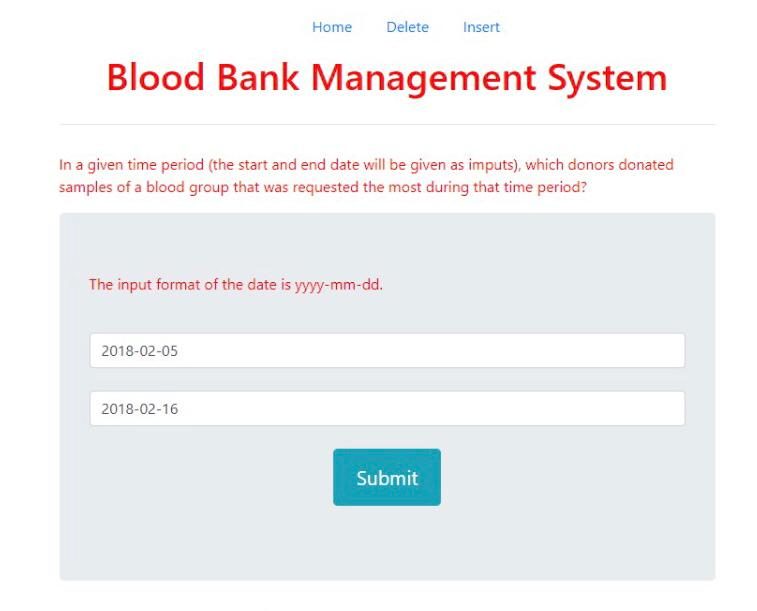 Home Delete Insert
Blood Bank Management System
In a given time period (the start and end date will be given as imputs), which donors donated
samples of a blood group that was requested the most during that time period?
The input format of the date is yyyy-mm-dd.
2018-02-05
2018-02-16
Submit